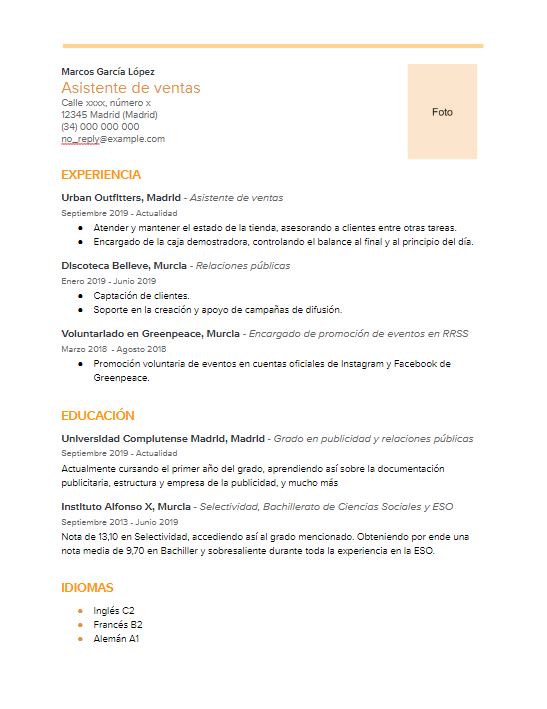 Marcos García López
Asistente de ventas
Calle xxxx, número x
12345 Madrid (Madrid)
(34) 000 000 000
no_reply@example.com
Foto
EXPERIENCIA
Urban Outfitters, Madrid - Asistente de ventas
Septiembre 2019 - Actualidad
● Atender y mantener el estado de la tienda, asesorando a clientes entre otras tareas.
● Encargado de la caja demostradora, controlando el balance al final y al principio del día.
Discoteca Believe, Murcia - Relaciones públicas
Enero 2019 - Junio 2019
● Captación de clientes.
● Soporte en la creación y apoyo de campañas de difusión.
Voluntariado en Greenpeace, Murcia - Encargado de promoción de eventos en RRSS
Marzo 2018 - Agosto 2018
● Promoción voluntaria de eventos en cuentas oficiales de Instagram y Facebook de
Greenpeace.
EDUCACIÓN
Universidad Complutense Madrid, Madrid - Grado en publicidad y relaciones públicas
Septiembre 2019 - Actualidad
Actualmente cursando el primer año del grado, aprendiendo así sobre la documentación
publicitaria, estructura y empresa de la publicidad, y mucho más
Instituto Alfonso X, Murcia - Selectividad, Bachillerato de Ciencias Sociales y ESO
Septiembre 2013 - Junio 2019
Nota de 13,10 en Selectividad, accediendo así al grado mencionado. Obteniendo por ende una
nota media de 9,70 en Bachiller y sobresaliente durante toda la experiencia en la ESO.
IDIOMAS
● Inglés C2
● Francés B2
● Alemán A1